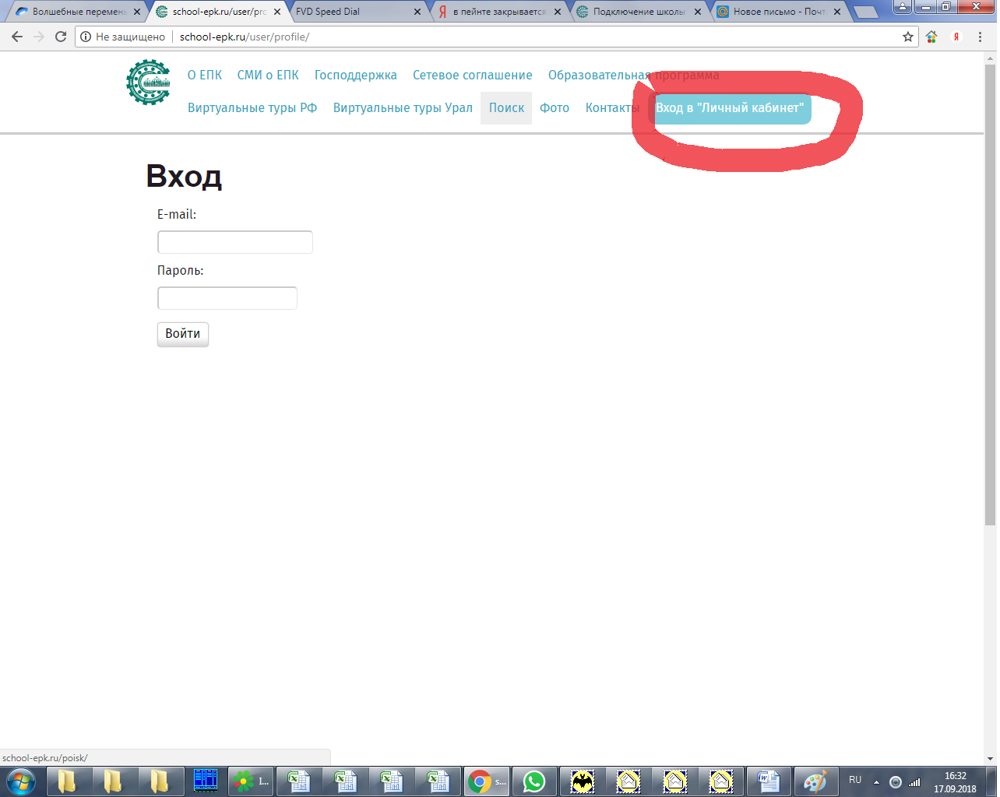 Волшебные перемень
school-epk.ru/user/pro
FVD Speed Dial
в пейнте закрывается
Подключение школы
Новое письмо - Почт
Не защищено
school-epk.ru/user/profile/
О ЕПК СМИ о ЕПК Господдержка Сетевое соглашение Образовательная программа
Виртуальные туры РФ Виртуальные туры Урал Поиск Фото Контакты Вход в "Личный кабинет"
Вход
E-mail:
Пароль:
Войти
school-epk.ru/poisk/
I...
s...
RU
16:32
17.09.2018